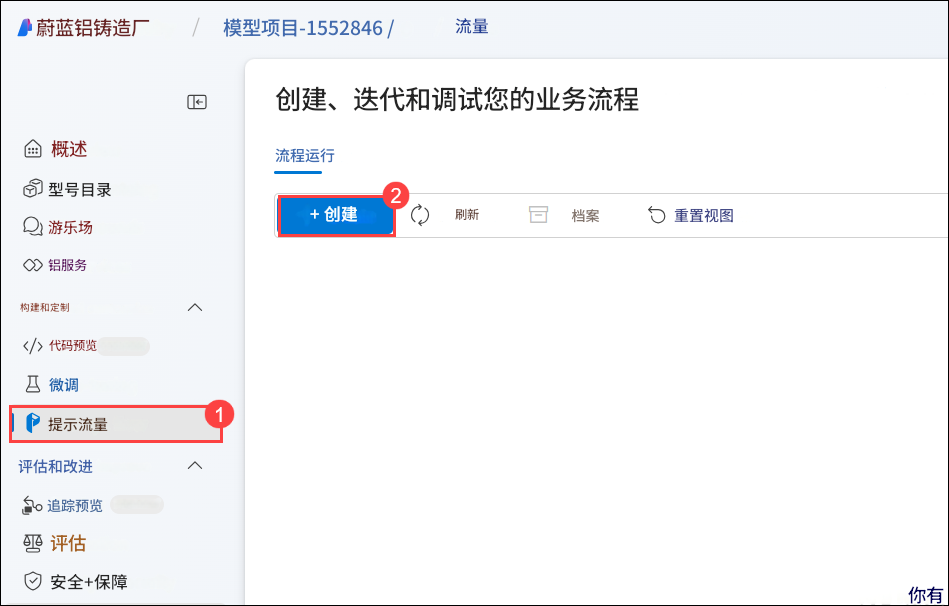 蔚蓝铝铸造厂 / 模型项目-1552846 / 流量
创建、迭代和调试您的业务流程
流程运行
+ 创建 2 刷新 档案 重置视图
概述
型号目录
游乐场
铝服务
构建和定制
代码预览
微调
提示流量 1
评估和改进
追踪预览
评估
安全+保障
你有